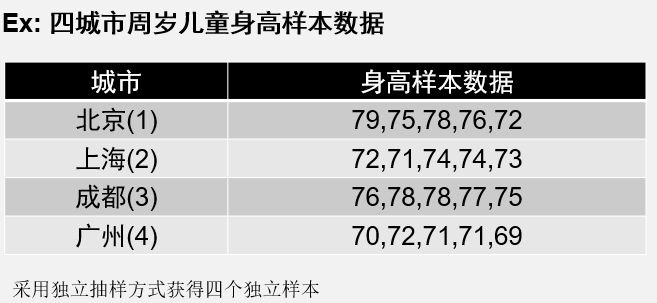 Ex: 四城市周岁儿童身高样本数据
城市 身高样本数据
北京(1) 79,75,78,76,72
上海(2) 72,71,74,74,73
成都(3) 76,78,78,77,75
广州(4) 70,72,71,71,69
采用独立抽样方式获得四个独立样本